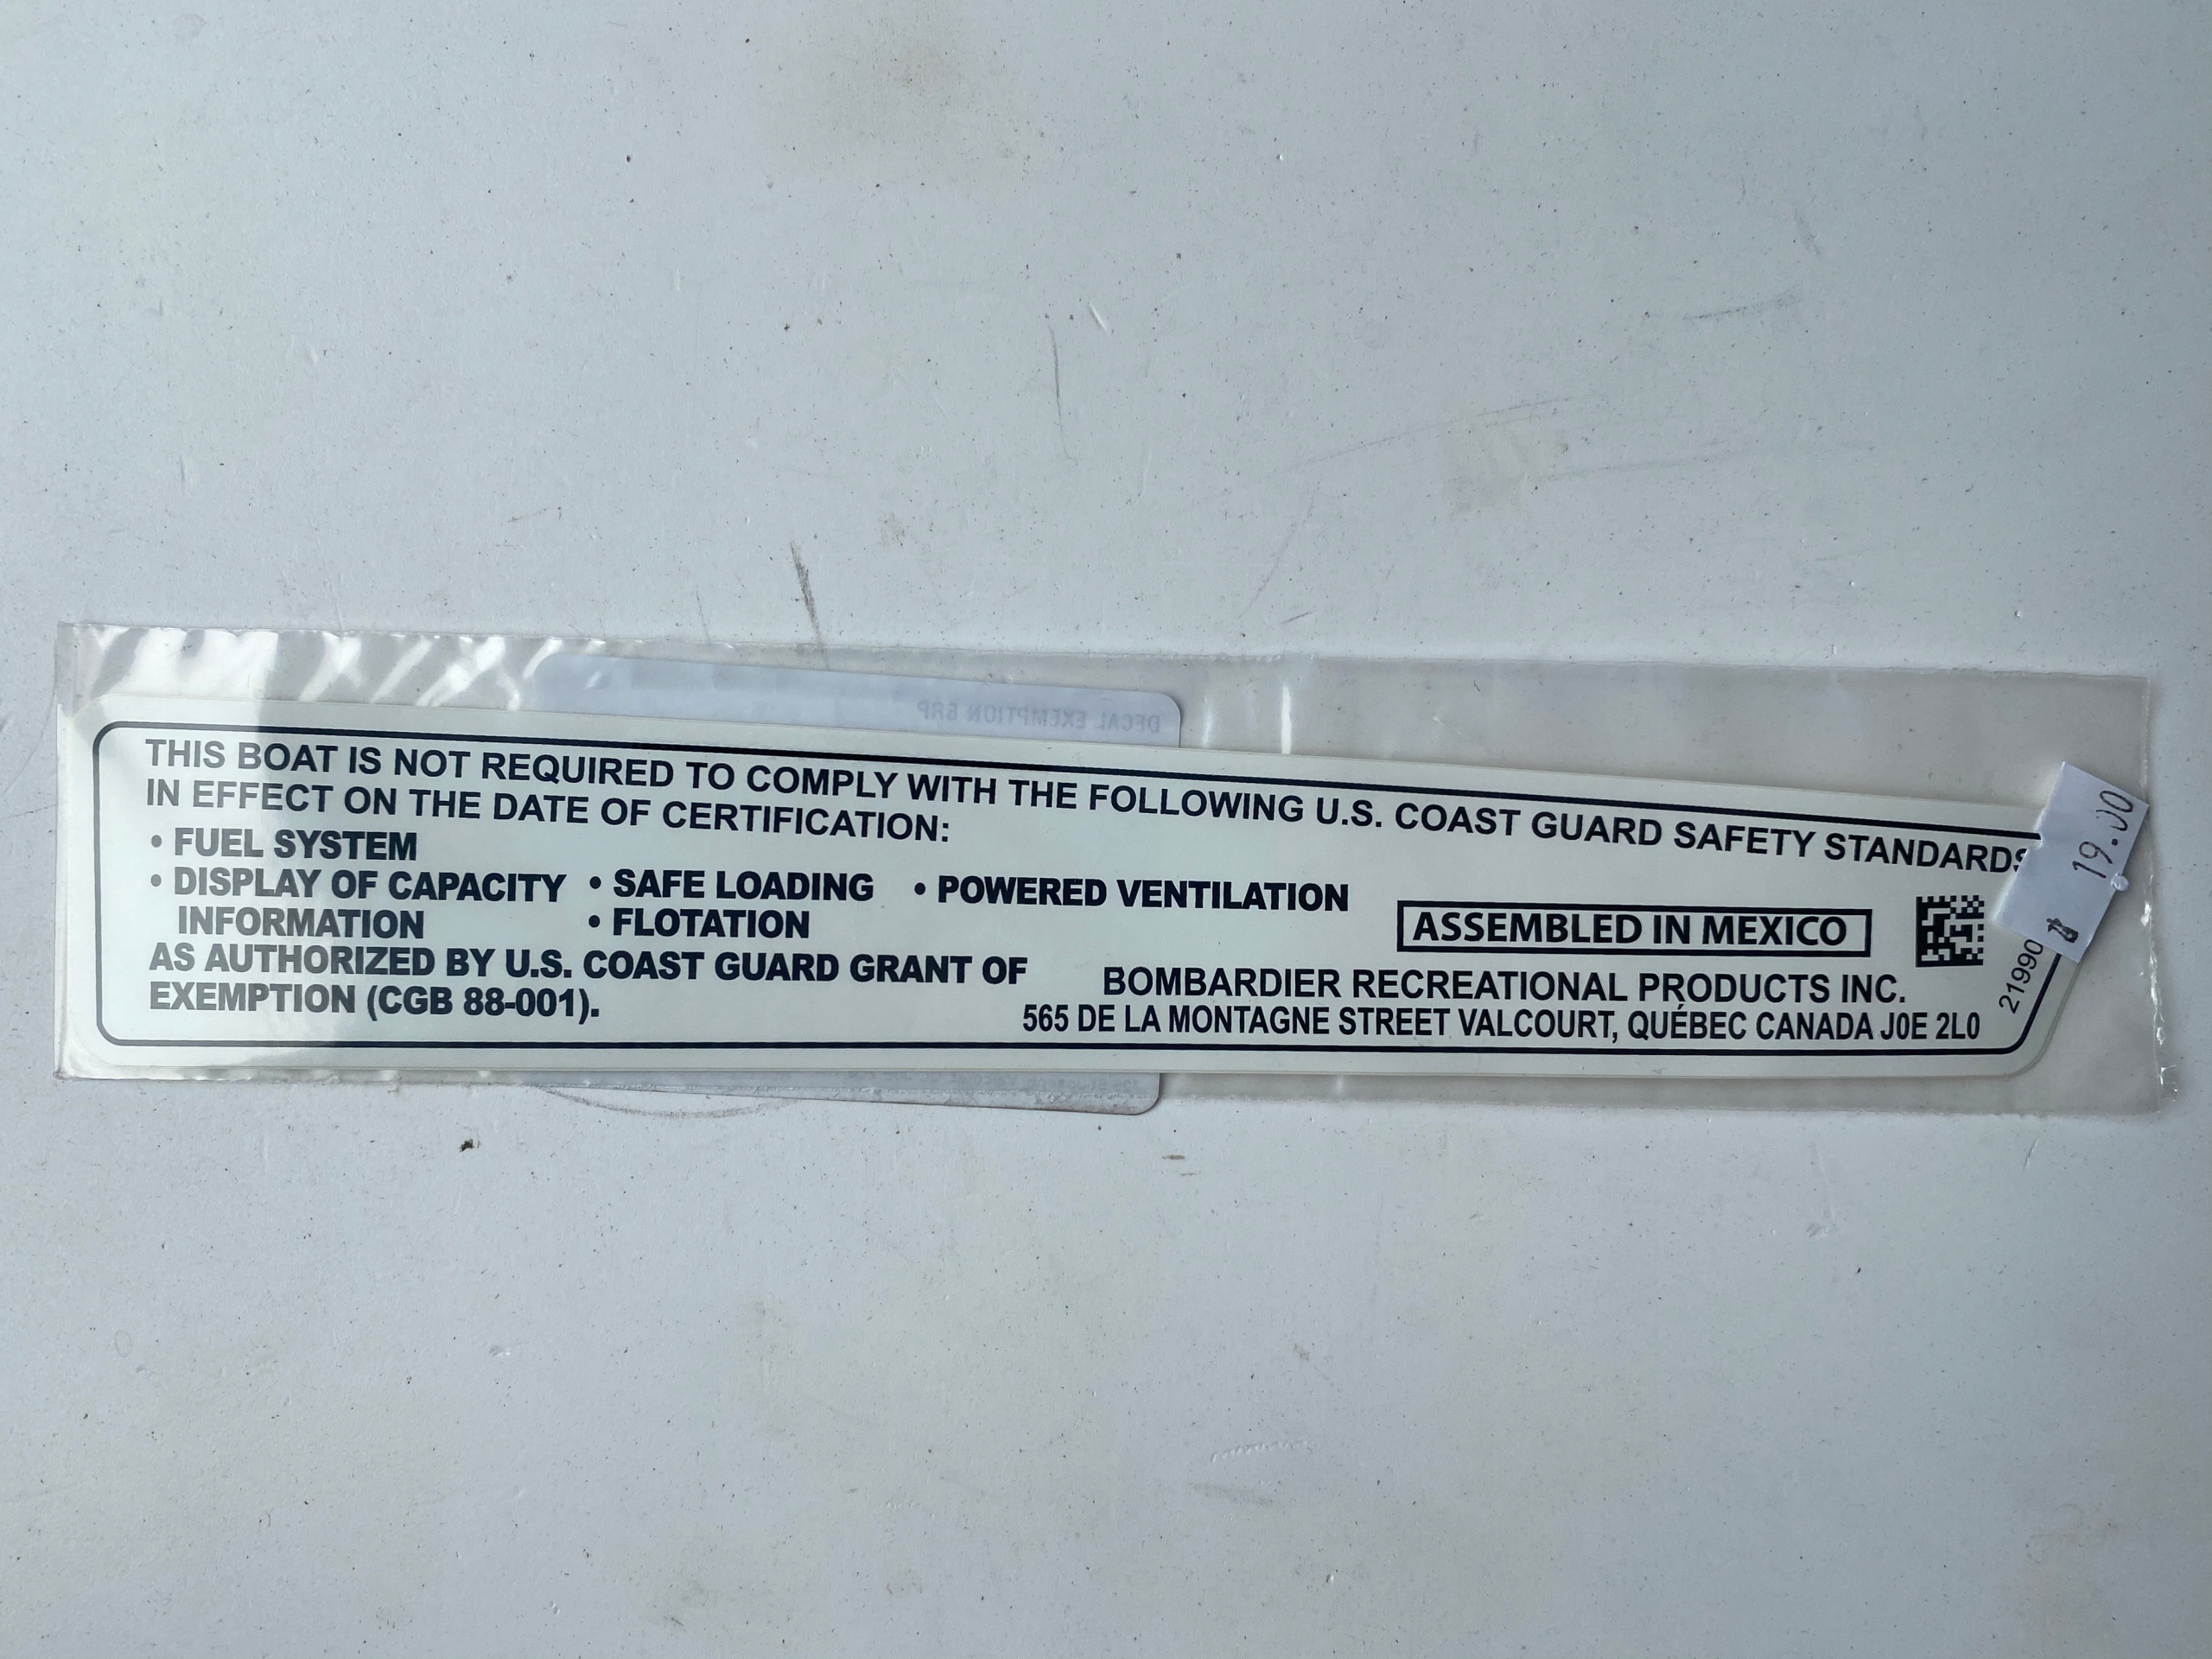 DECAL EXEMPTION BRP
THIS BOAT IS NOT REQUIRED TO COMPLY WITH THE FOLLOWING U.S. COAST GUARD SAFETY STANDARDS
IN EFFECT ON THE DATE OF CERTIFICATION:
• FUEL SYSTEM
• DISPLAY OF CAPACITY • SAFE LOADING • POWERED VENTILATION
INFORMATION • FLOTATION
AS AUTHORIZED BY U.S. COAST GUARD GRANT OF
EXEMPTION (CGB 88-001).
ASSEMBLED IN MEXICO
BOMBARDIER RECREATIONAL PRODUCTS INC.
565 DE LA MONTAGNE STREET VALCOURT, QUÉBEC CANADA J0E 2L0
21990
19.00